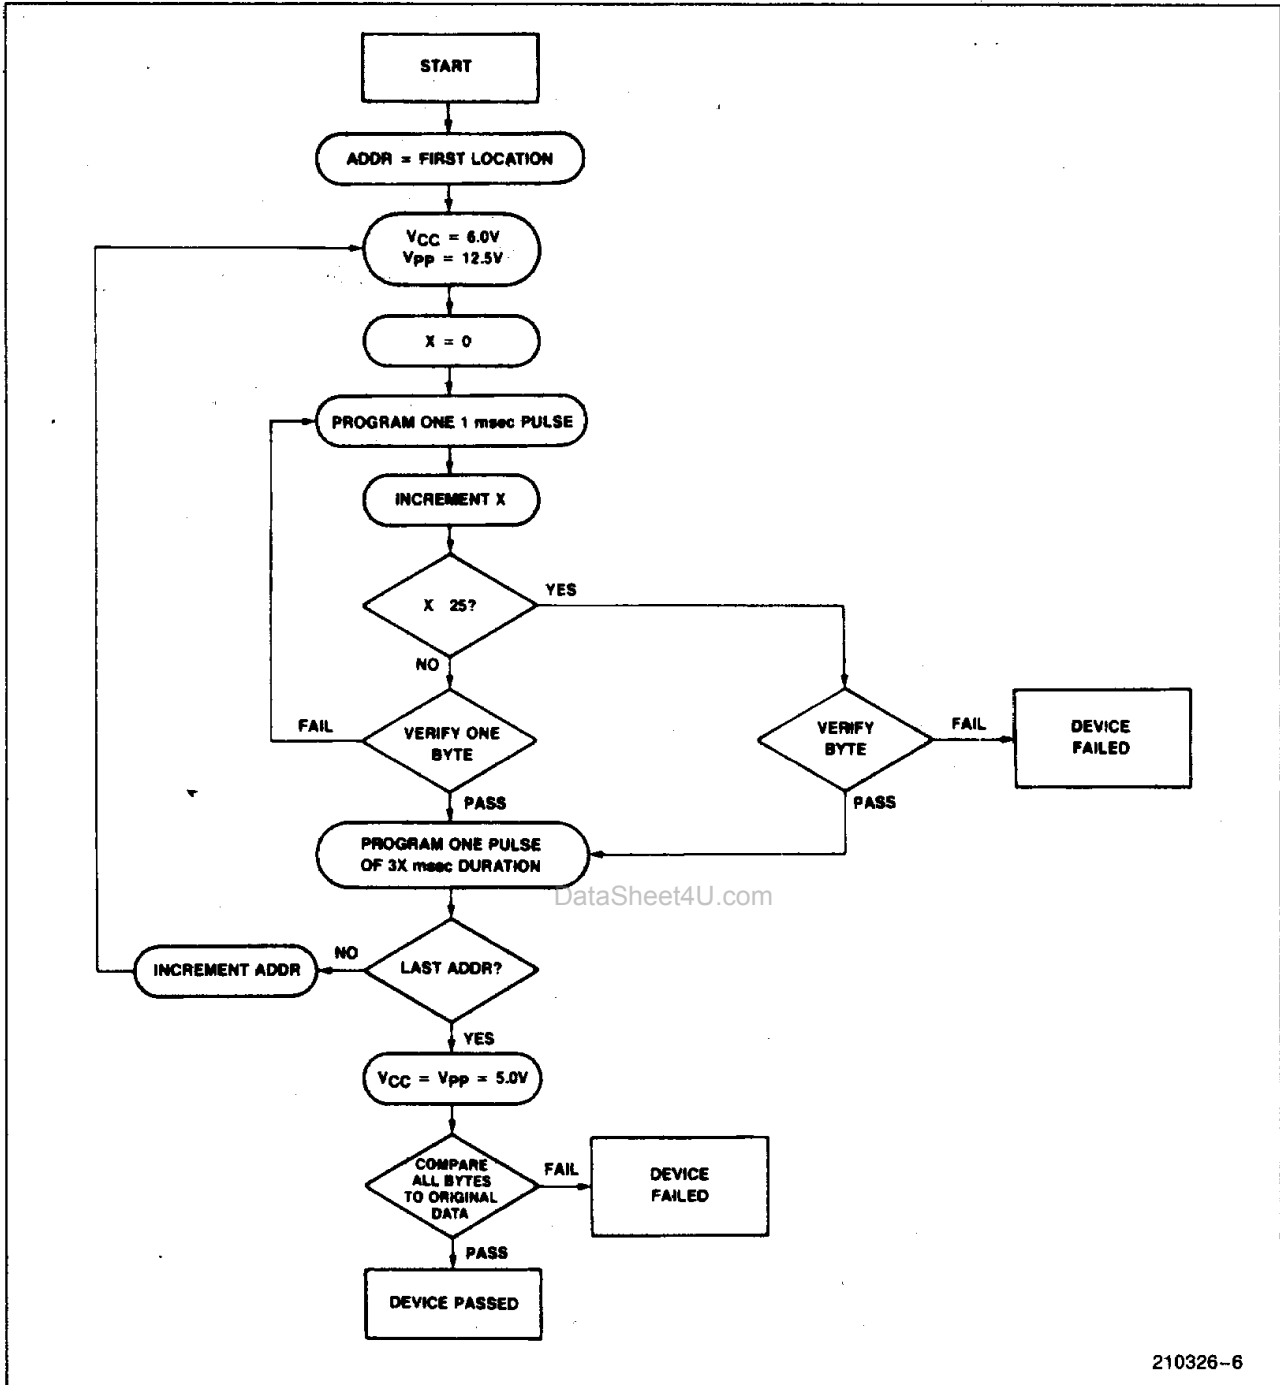 START
ADDR = FIRST LOCATION
VCC = 6.0V
VPP = 12.5V
X = 0
PROGRAM ONE 1 msec PULSE
INCREMENT X
X 25?
YES
NO
VERIFY ONE
BYTE
FAIL
PASS
VERIFY
BYTE
FAIL
PASS
DEVICE
FAILED
PROGRAM ONE PULSE
OF 3X msec DURATION
DataSheet4U.com
LAST ADDR?
NO
INCREMENT ADDR
YES
VCC = VPP = 5.0V
COMPARE
ALL BYTES
TO ORIGINAL
DATA
FAIL
DEVICE
FAILED
PASS
DEVICE PASSED
210326-6